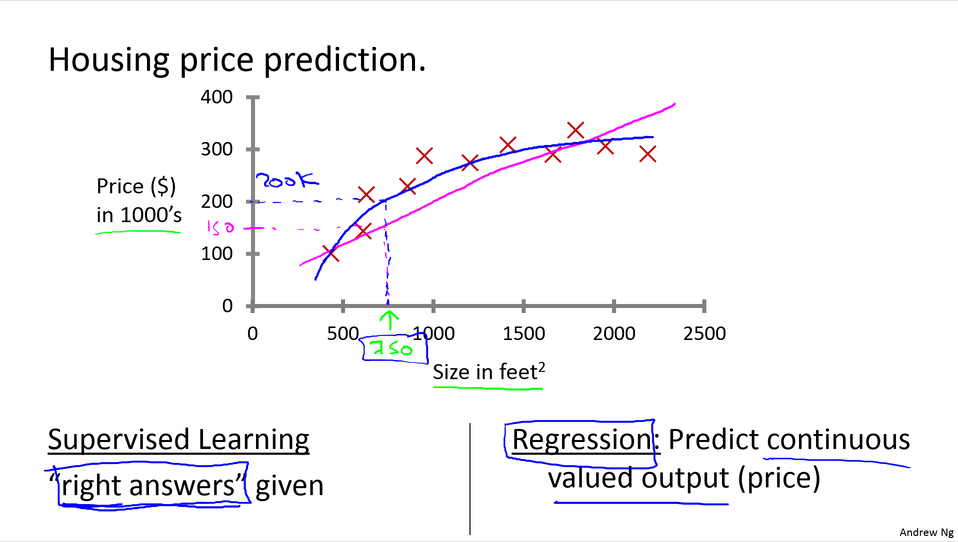 Housing price prediction.
400
300
200k
Price ($)
in 1000's
200
150
100
0
0 500 1000 1500 2000 2500
750
Size in feet²
Supervised Learning
"right answers" given
Regression: Predict continuous
valued output (price)
Andrew Ng